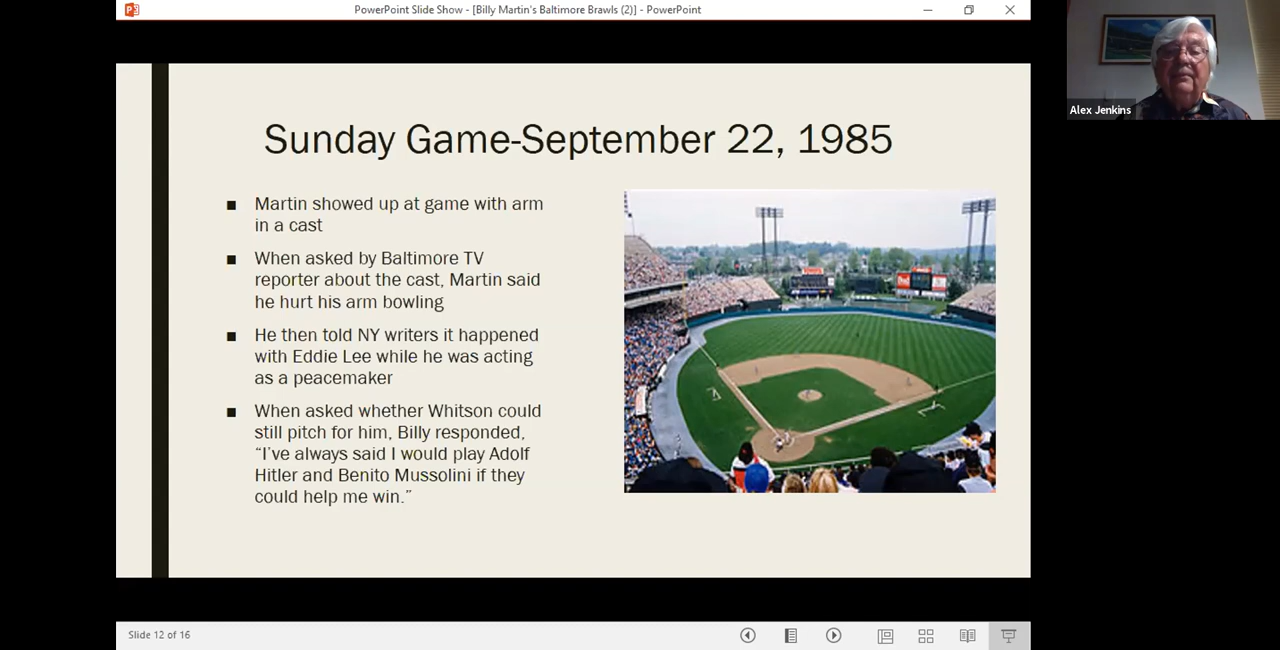 PowerPoint Slide Show - [Billy Martin's Baltimore Brawls (2)] - PowerPoint
Alex Jenkins
Sunday Game-September 22, 1985
■ Martin showed up at game with arm
in a cast
■ When asked by Baltimore TV
reporter about the cast, Martin said
he hurt his arm bowling
■ He then told NY writers it happened
with Eddie Lee while he was acting
as a peacemaker
■ When asked whether Whitson could
still pitch for him, Billy responded,
“I've always said I would play Adolf
Hitler and Benito Mussolini if they
could help me win.”
Slide 12 of 16